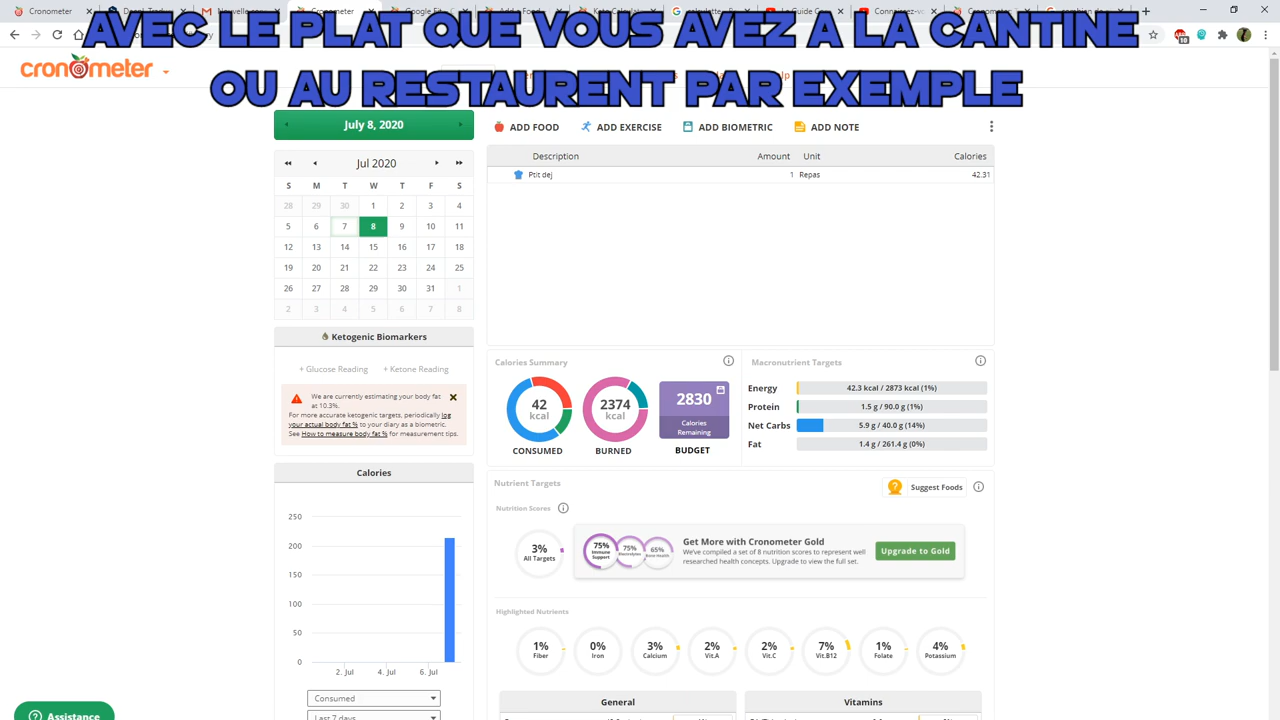 AVEC LE PLAT QUE VOUS AVEZ A LA CANTINE
OU AU RESTAURENT PAR EXEMPLE
cronometer
July 8, 2020
ADD FOOD ADD EXERCISE ADD BIOMETRIC ADD NOTE
Jul 2020
S M T W T F S
28 29 30 1 2 3 4
5 6 7 8 9 10 11
12 13 14 15 16 17 18
19 20 21 22 23 24 25
26 27 28 29 30 31 1
2 3 4 5 6 7 8
Description Amount Unit Calories
Ptit dej 1 Repas 42.31
Ketogenic Biomarkers
+ Glucose Reading + Ketone Reading
We are currently estimating your body fat
at 10.3%.
For more accurate ketogenic targets, periodically log
your actual body fat % to your diary as a biometric.
See How to measure body fat % for measurement tips.
Calories
250
200
150
100
50
0
2. Jul 4. Jul 6. Jul
Consumed
Last 7 days
Assistance
Calories Summary
42
kcal
CONSUMED
2374
kcal
BURNED
2830
Calories
Remaining
BUDGET
Macronutrient Targets
Energy 42.3 kcal / 2873 kcal (1%)
Protein 1.5 g / 90.0 g (1%)
Net Carbs 5.9 g / 40.0 g (14%)
Fat 1.4 g / 261.4 g (0%)
Nutrient Targets
Suggest Foods
Nutrition Scores
3%
All Targets
75%
Immune
Support
75%
Electrolytes
65%
Bone Health
Get More with Cronometer Gold
We've compiled a set of 8 nutrition scores to represent well
researched health concepts. Upgrade to view the full set.
Upgrade to Gold
Highlighted Nutrients
1% 0% 3% 2% 2% 7% 1% 4%
Fiber Iron Calcium Vit.A Vit.C Vit.B12 Folate Potassium
General Vitamins